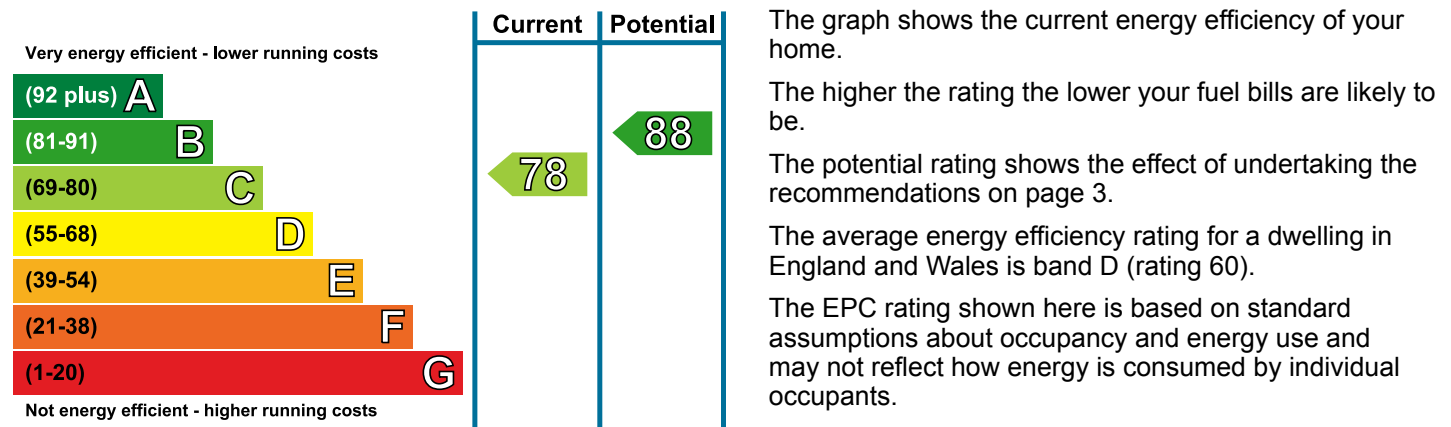 Current Potential
Very energy efficient - lower running costs
(92 plus) A
(81-91) B
88
(69-80) C
78
(55-68) D
(39-54) E
(21-38) F
(1-20) G
Not energy efficient - higher running costs
The graph shows the current energy efficiency of your
home.
The higher the rating the lower your fuel bills are likely to
be.
The potential rating shows the effect of undertaking the
recommendations on page 3.
The average energy efficiency rating for a dwelling in
England and Wales is band D (rating 60).
The EPC rating shown here is based on standard
assumptions about occupancy and energy use and
may not reflect how energy is consumed by individual
occupants.